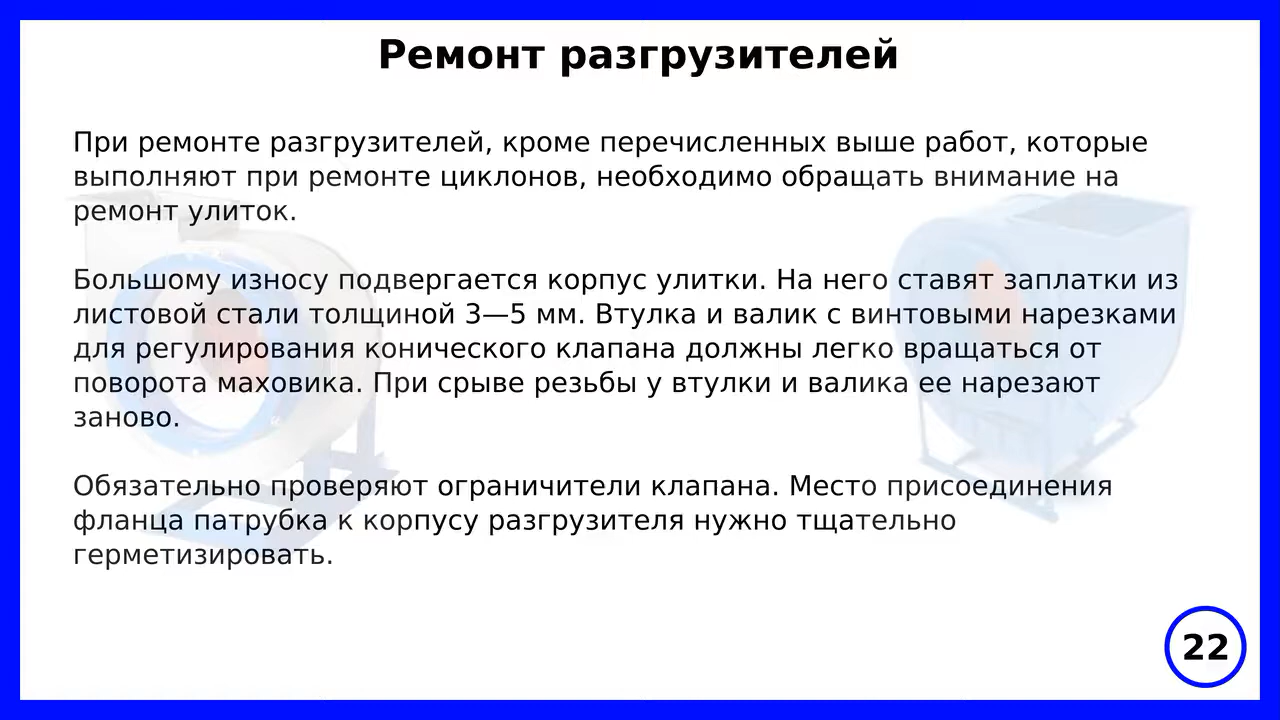 Ремонт разгрузителей
При ремонте разгрузителей, кроме перечисленных выше работ, которые
выполняют при ремонте циклонов, необходимо обращать внимание на
ремонт улиток.
Большому износу подвергается корпус улитки. На него ставят заплатки из
листовой стали толщиной 3—5 мм. Втулка и валик с винтовыми нарезками
для регулирования конического клапана должны легко вращаться от
поворота маховика. При срыве резьбы у втулки и валика ее нарезают
заново.
Обязательно проверяют ограничители клапана. Место присоединения
фланца патрубка к корпусу разгрузителя нужно тщательно
герметизировать.
22